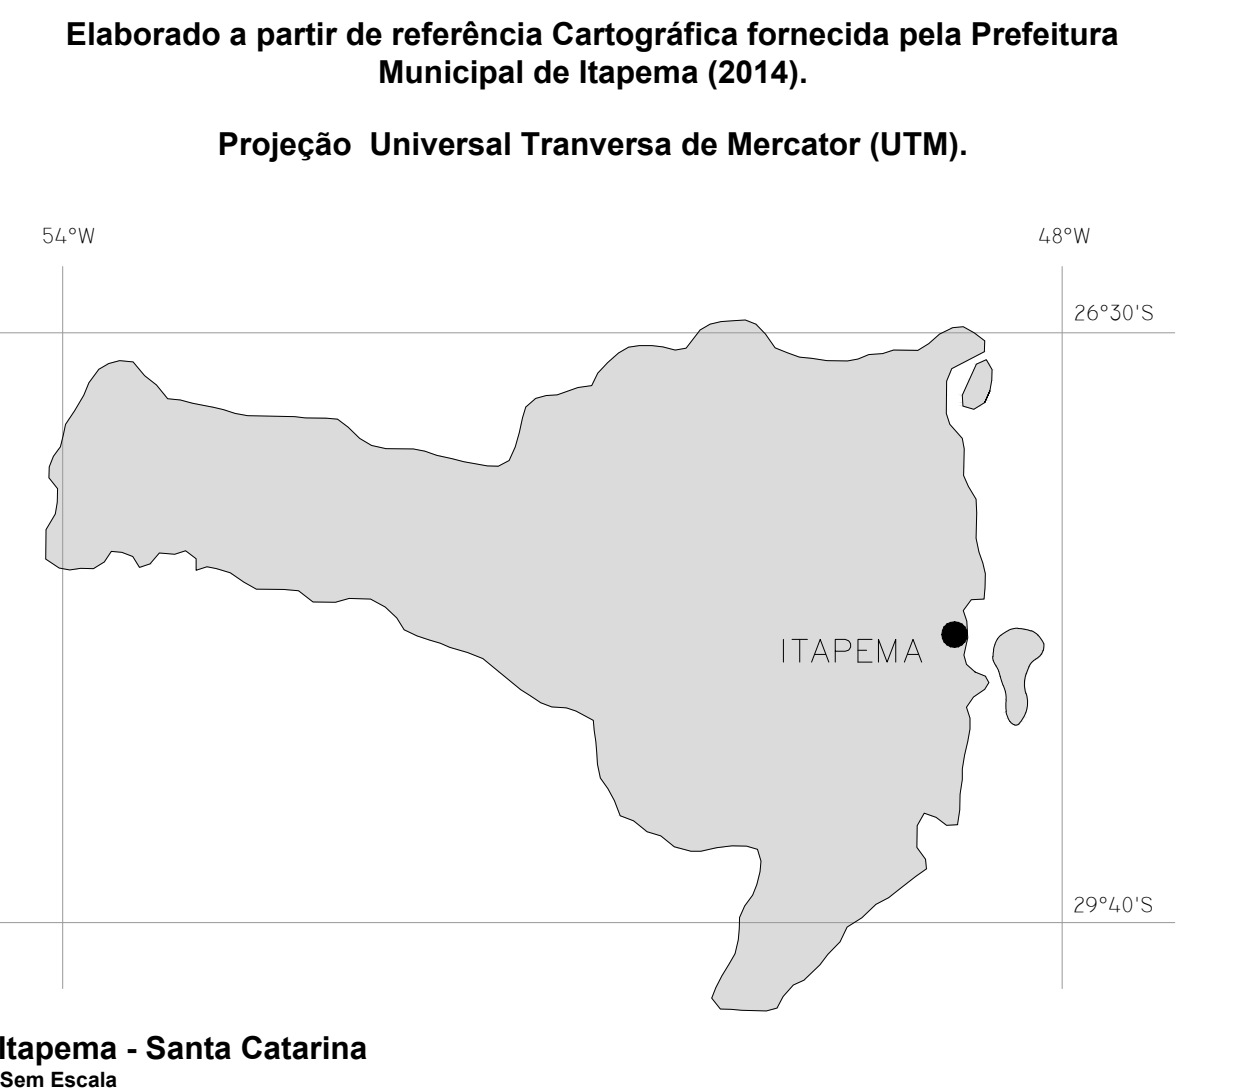 Elaborado a partir de referência Cartográfica fornecida pela Prefeitura
Municipal de Itapema (2014).
Projeção Universal Tranversa de Mercator (UTM).
54°W
48°W
26°30'S
ITAPEMA
29°40'S
Itapema - Santa Catarina
Sem Escala